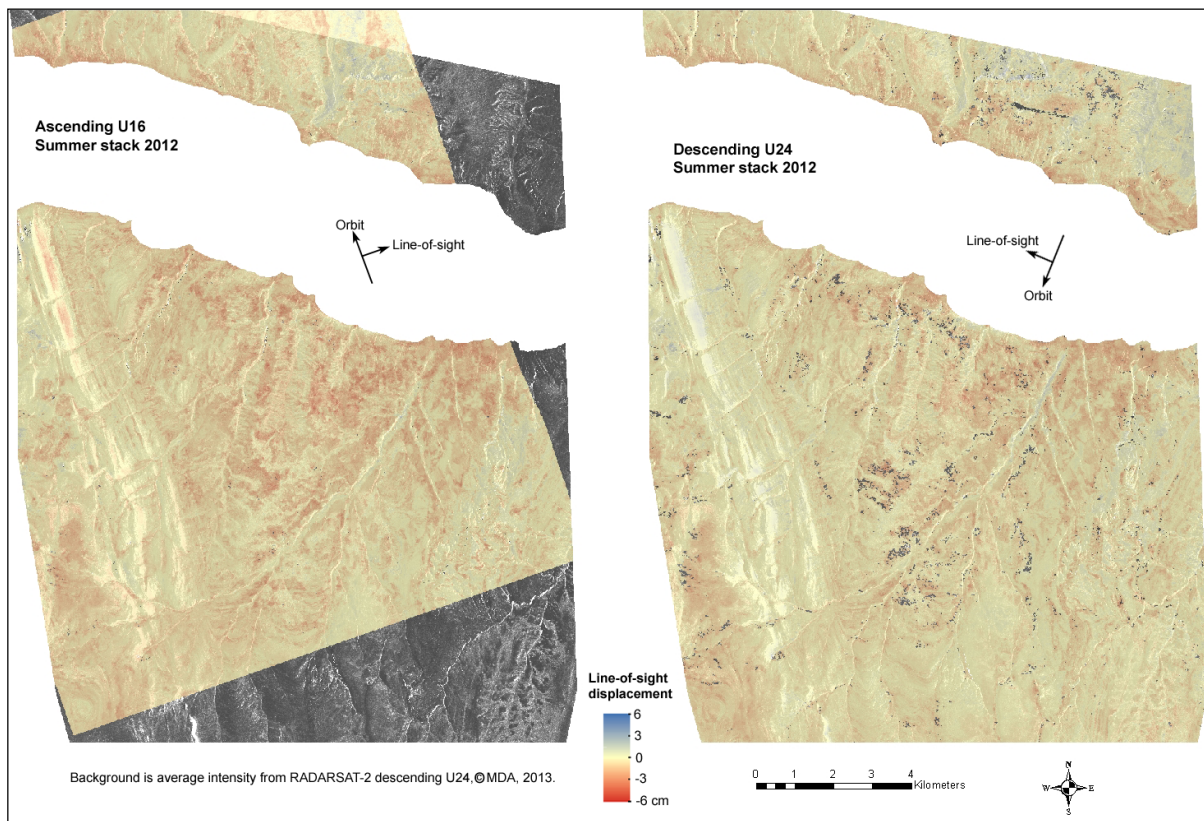 Ascending U16
Summer stack 2012
Orbit
Line-of-sight
Descending U24
Summer stack 2012
Line-of-sight
Orbit
Line-of-sight
displacement
6
3
0
-3
-6 cm
Background is average intensity from RADARSAT-2 descending U24,©MDA, 2013.
0 1 2 3 4
Kilometers
N
W E
S